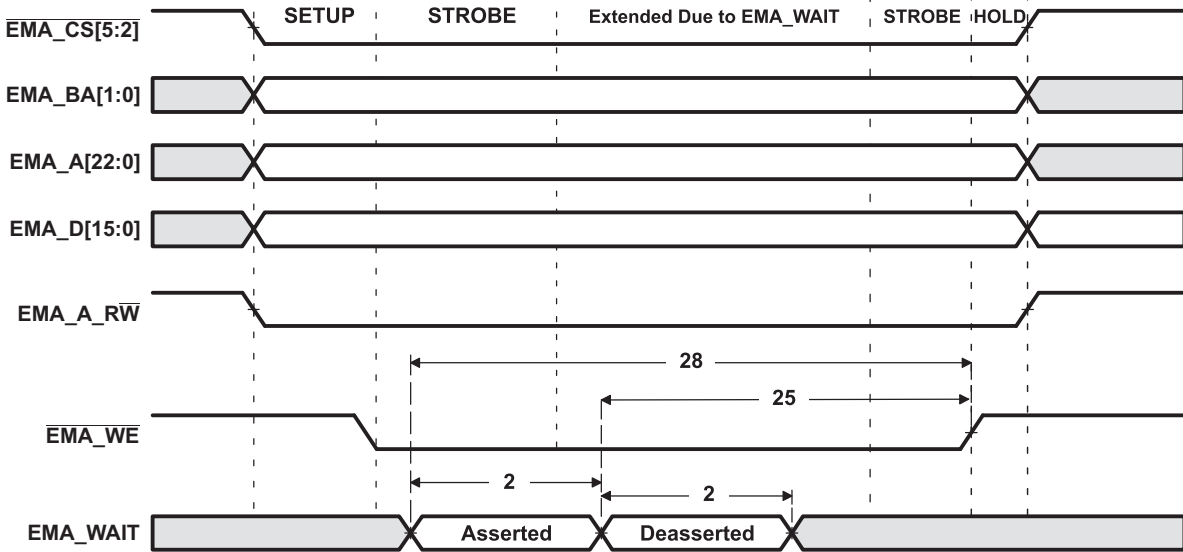 SETUP STROBE Extended Due to EMA_WAIT STROBE HOLD
EMA_CS[5:2]
EMA_BA[1:0]
EMA_A[22:0]
EMA_D[15:0]
EMA_A_RW
28
25
EMA_WE
2
2
EMA_WAIT Asserted Deasserted